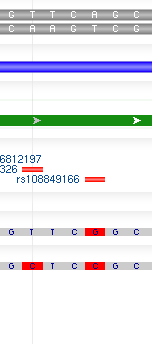 G T T C A G C
C A A G T C G
6812197
326
rs108849166
G T T C G G C
G C T C G G C